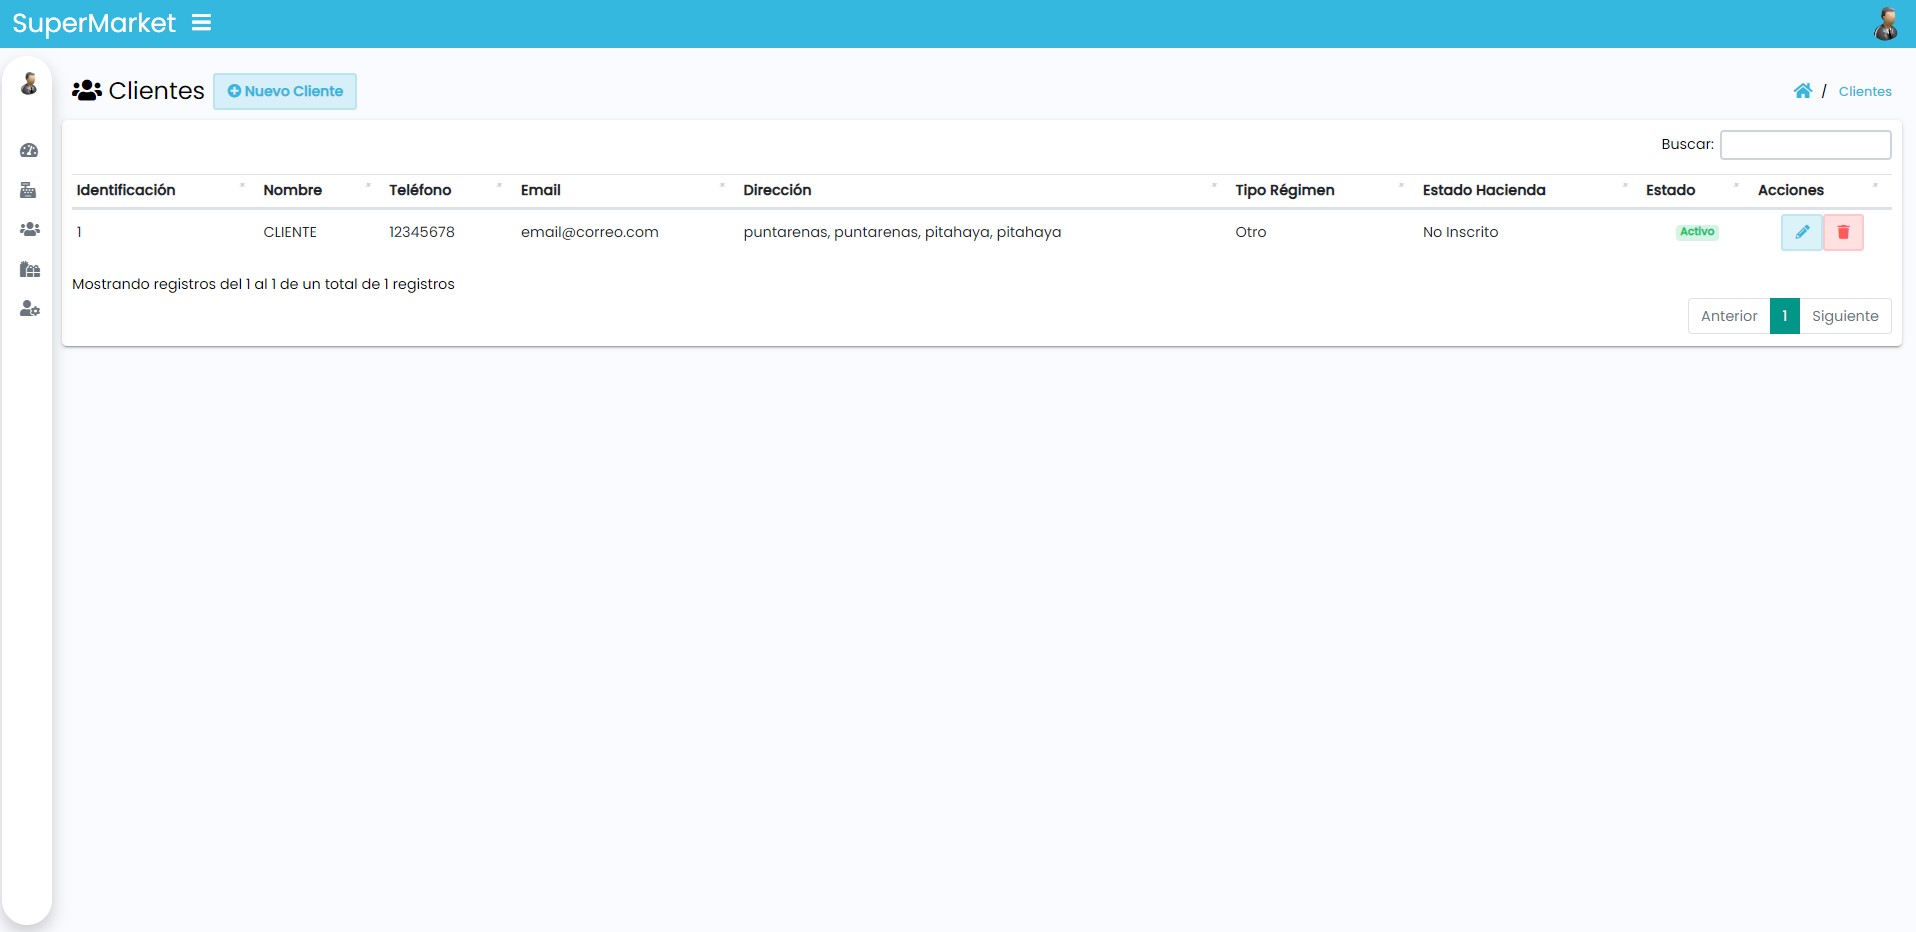 SuperMarket
Clientes Nuevo Cliente / Clientes
Buscar:
Identificación Nombre Teléfono Email Dirección Tipo Régimen Estado Hacienda Estado Acciones
1 CLIENTE 12345678 email@correo.com puntarenas, puntarenas, pitahaya, pitahaya Otro No Inscrito Activo
Mostrando registros del 1 al 1 de un total de 1 registros
Anterior 1 Siguiente